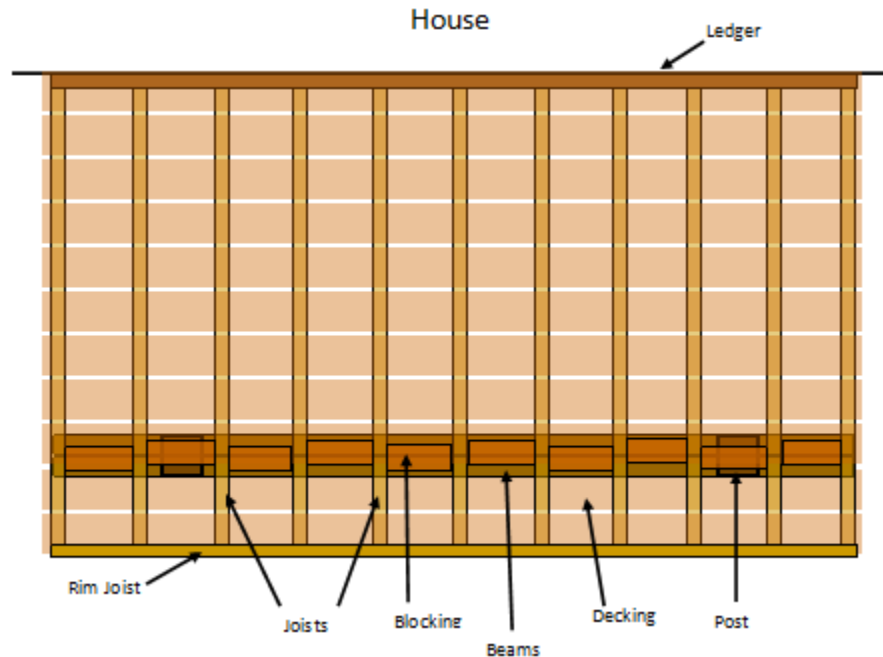 House
Ledger
Rim Joist
Joists
Blocking
Beams
Decking
Post